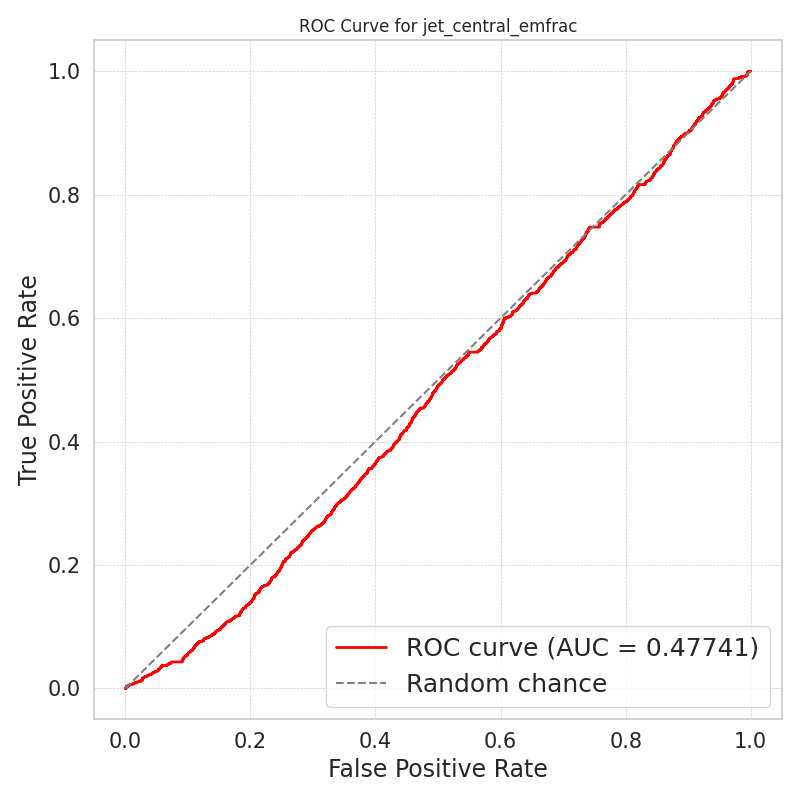 ROC Curve for jet_central_emfrac
True Positive Rate
1.0
0.8
0.6
0.4
0.2
0.0
ROC curve (AUC = 0.47741)
Random chance
0.0 0.2 0.4 0.6 0.8 1.0
False Positive Rate